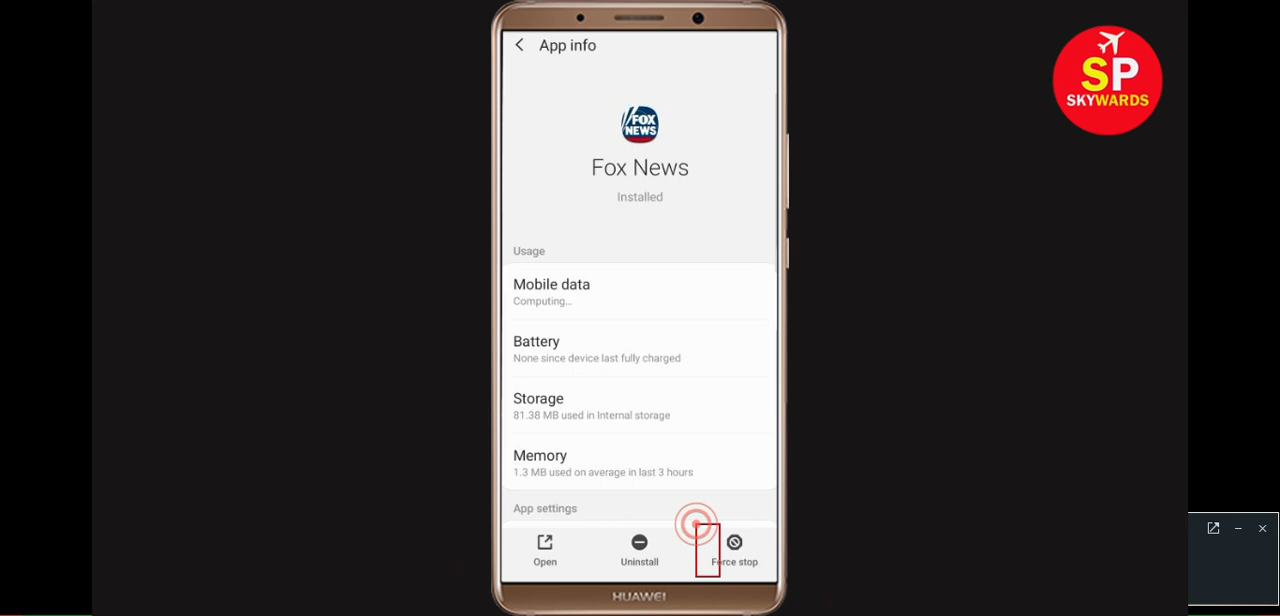 App info
SP
SKYWARDS
FOX
NEWS
Fox News
Installed
Usage
Mobile data
Computing...
Battery
None since device last fully charged
Storage
81.38 MB used in Internal storage
Memory
1.3 MB used on average in last 3 hours
App settings
Open
Uninstall
Force stop
HUAWEI